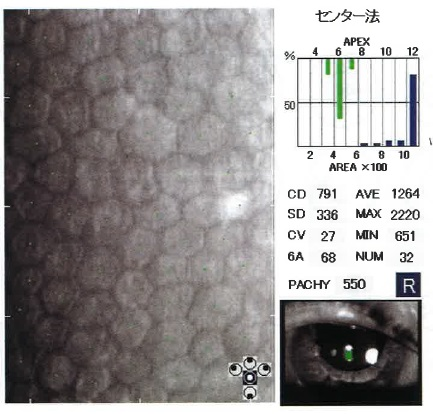 センター法
APEX
4 6 8 10 12
%
50
2 4 6 8 10
AREA ×100
CD 791 AVE 1264
SD 336 MAX 2220
CV 27 MIN 651
6A 68 NUM 32
PACHY 550 R